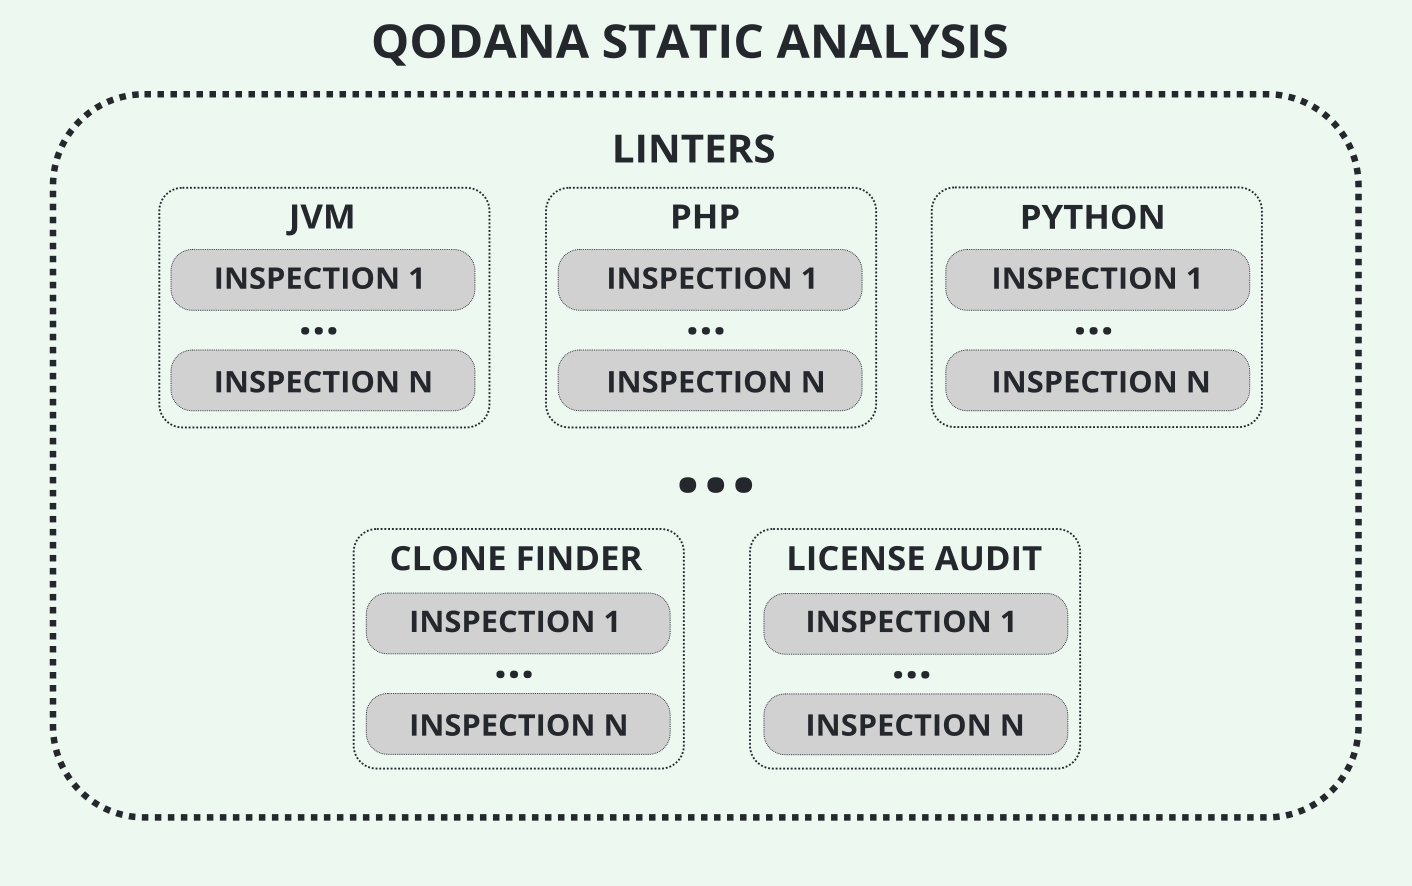 QODANA STATIC ANALYSIS
LINTERS
JVM
INSPECTION 1
...
INSPECTION N
PHP
INSPECTION 1
...
INSPECTION N
PYTHON
INSPECTION 1
...
INSPECTION N
...
CLONE FINDER
INSPECTION 1
...
INSPECTION N
LICENSE AUDIT
INSPECTION 1
...
INSPECTION N